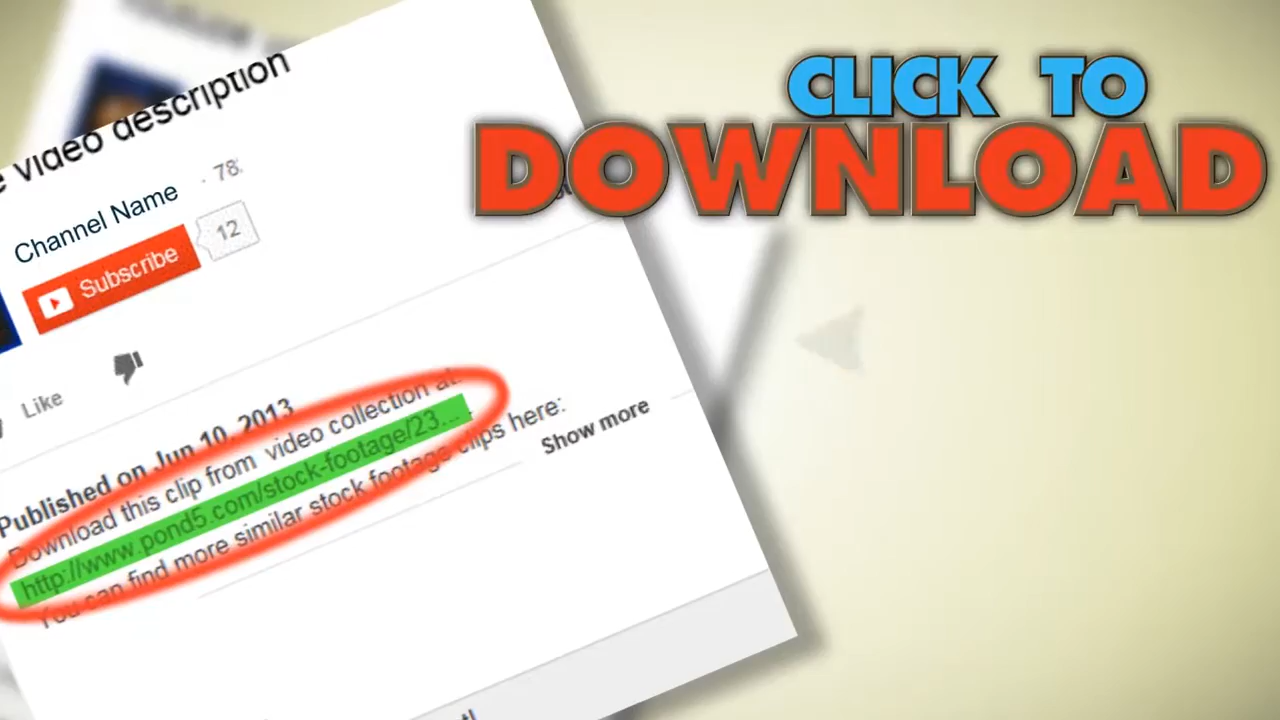 CLICK TO
DOWNLOAD
video description
Channel Name
78
Subscribe
12
Like
Published on Jun 10, 2013
Download this clip from video collection at
http://www.pond5.com/stock-footage/23...
You can find more similar stock footage clips here:
Show more